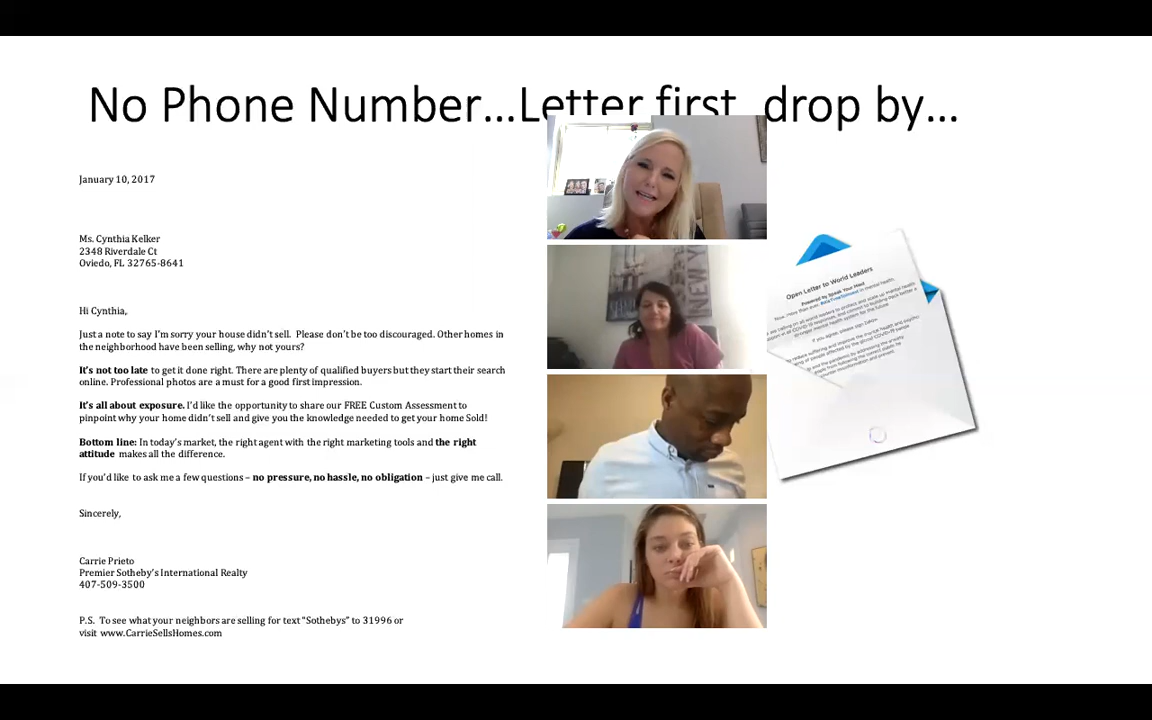 No Phone Number...Letter first, drop by...
January 10, 2017
Ms. Cynthia Kelker
2348 Riverdale Ct
Oviedo, FL 32765-8641
Hi Cynthia,
Just a note to say I'm sorry your house didn't sell.  Please don't be too discouraged. Other homes in
the neighborhood have been selling, why not yours?
It's not too late to get it done right. There are plenty of qualified buyers but they start their search
online. Professional photos are a must for a good first impression.
It's all about exposure. I'd like the opportunity to share our FREE Custom Assessment to
pinpoint why your home didn't sell and give you the knowledge needed to get your home Sold!
Bottom line: In today's market, the right agent with the right marketing tools and the right
attitude makes all the difference.
If you'd like to ask me a few questions – no pressure, no hassle, no obligation – just give me call.
Sincerely,
Carrie Prieto
Premier Sotheby's International Realty
407-509-3500
P.S.  To see what your neighbors are selling for text "Sothebys" to 31996 or
visit www.CarrieSellsHomes.com
NEW Y
Open Letter to World Leaders
Powered by Speak Your Mind